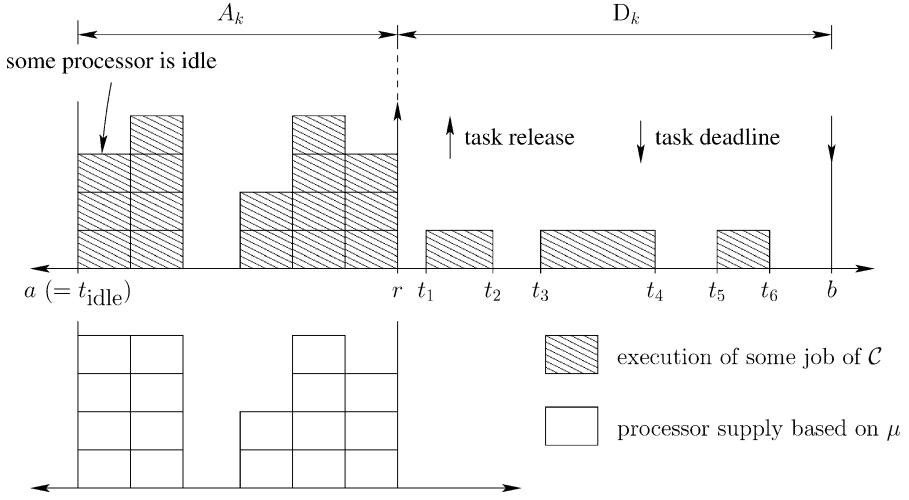 A_k D_k
some processor is idle
task release task deadline
a (= t_idle) r t_1 t_2 t_3 t_4 t_5 t_6 b
execution of some job of 𝒞
processor supply based on μ